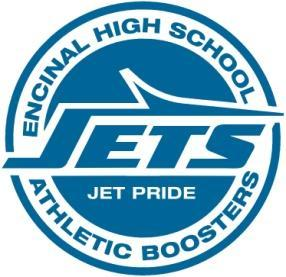 ENCINAL HIGH SCHOOL
JETS
JET PRIDE
ATHLETIC BOOSTERS